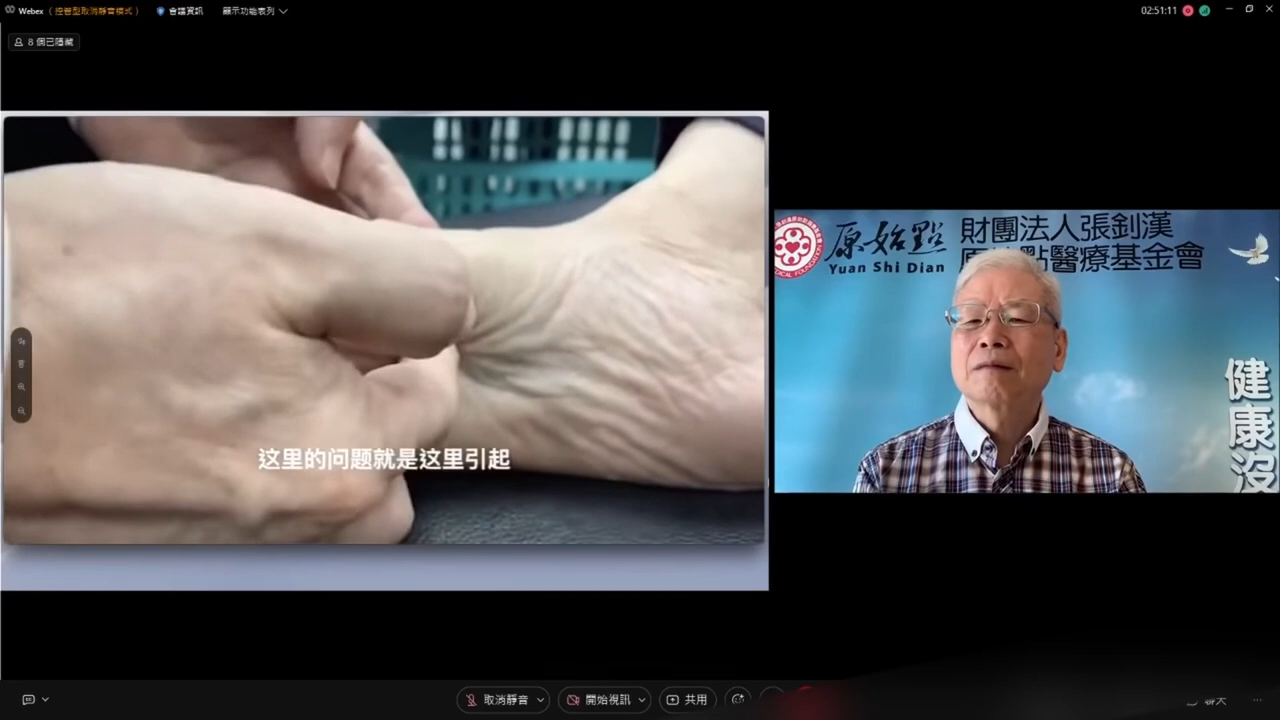 Webex
(控管型取消靜音模式)
會議資訊
顯示功能表列
02:51:11
8 個已隱藏
这里的问题就是这里引起
原始點
Yuan Shi Dian
財團法人張釗漢
點醫療基金會
健康沒
取消靜音
開始視訊
共用
聊天